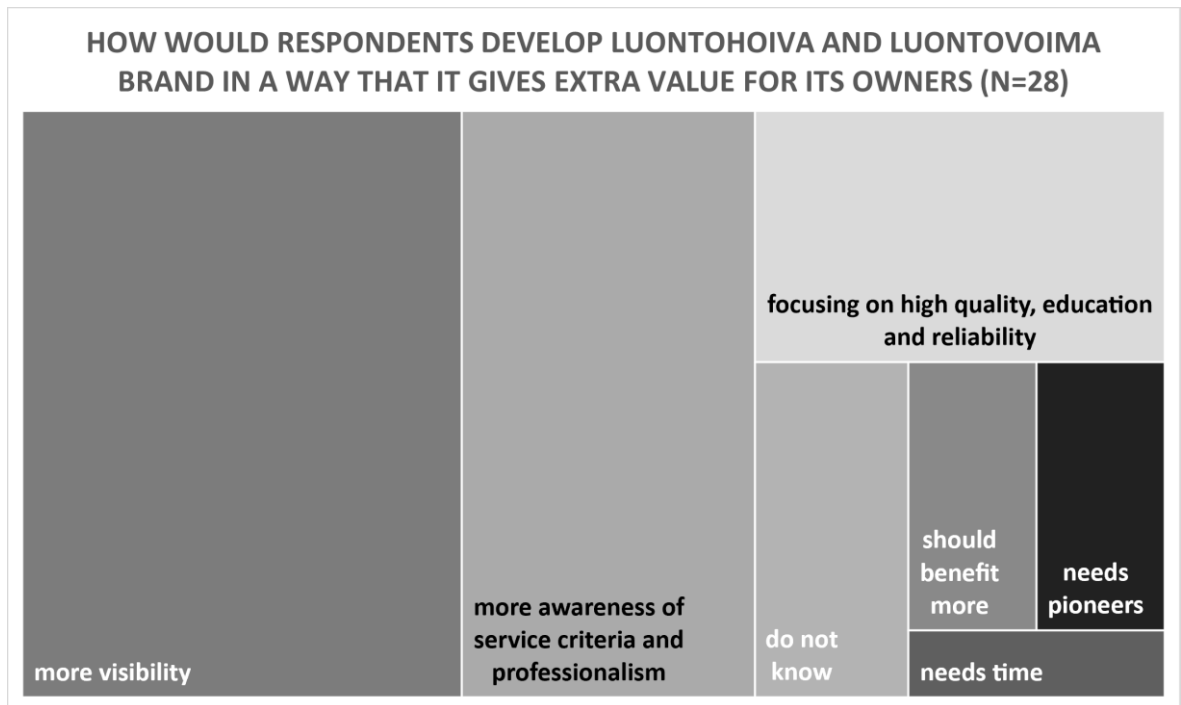 HOW WOULD RESPONDENTS DEVELOP LUONTOHOIVA AND LUONTOVOIMA
BRAND IN A WAY THAT IT GIVES EXTRA VALUE FOR ITS OWNERS (N=28)
more visibility
more awareness of
service criteria and
professionalism
focusing on high quality, education
and reliability
do not
know
should
benefit
more
needs
pioneers
needs time